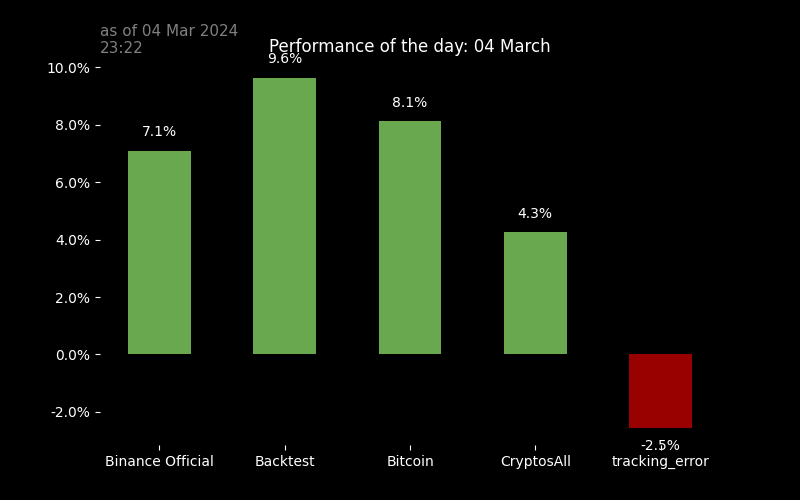 as of 04 Mar 2024
23:22
Performance of the day: 04 March
10.0%
8.0%
6.0%
4.0%
2.0%
0.0%
-2.0%
7.1%
9.6%
8.1%
4.3%
-2.5%
Binance Official
Backtest
Bitcoin
CryptosAll
tracking_error